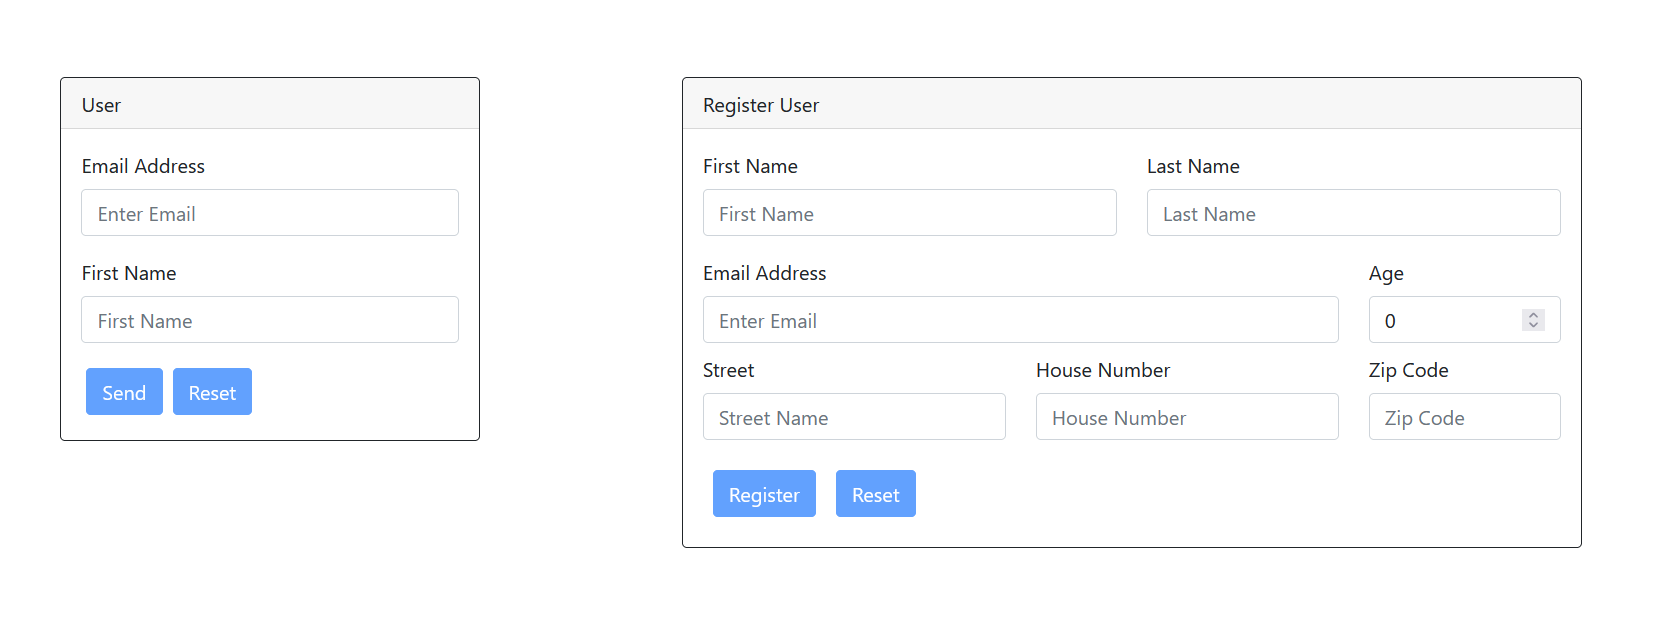 User
Email Address
Enter Email
First Name
First Name
Send Reset
Register User
First Name Last Name
First Name Last Name
Email Address Age
Enter Email 0
Street House Number Zip Code
Street Name House Number Zip Code
Register Reset